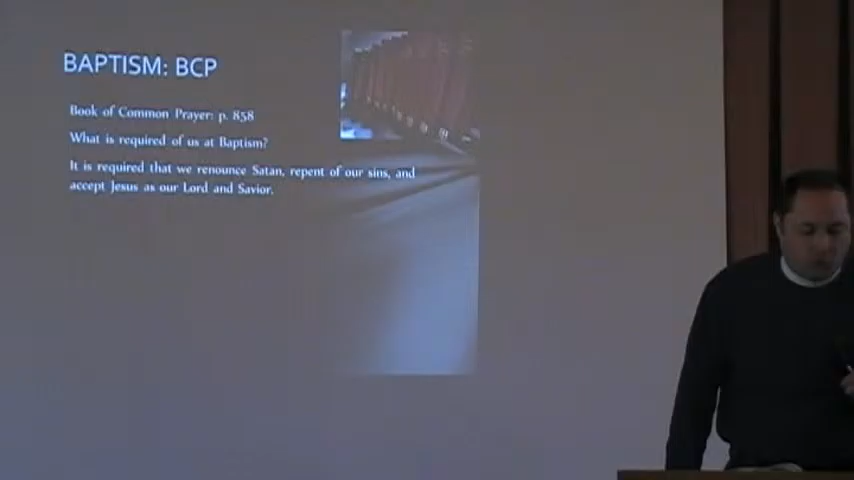 BAPTISM: BCP
Book of Common Prayer: p. 858
What is required of us at Baptism?
It is required that we renounce Satan, repent of our sins, and
accept Jesus as our Lord and Savior.